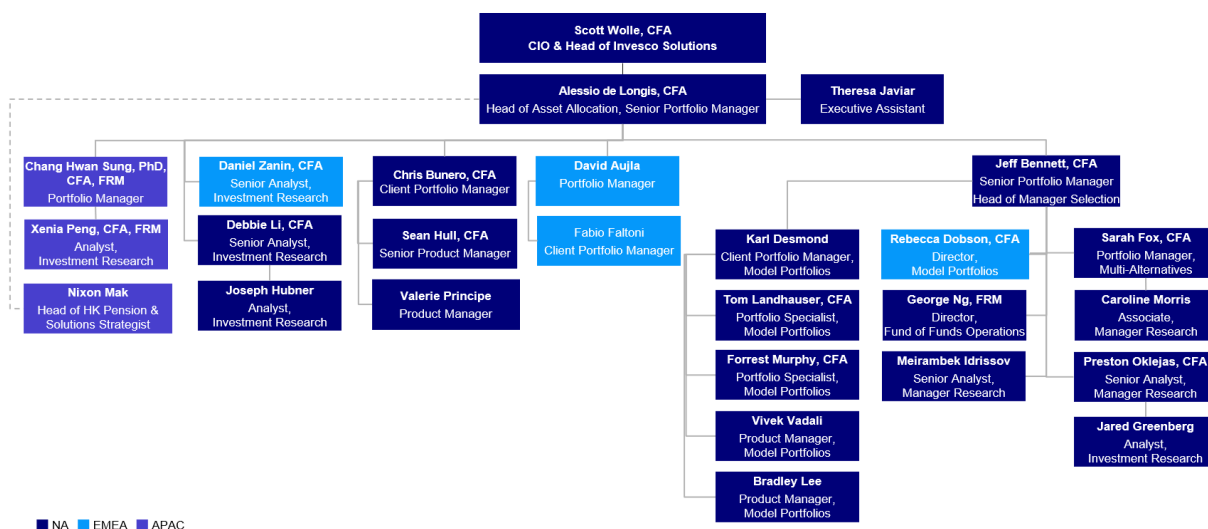 Scott Wolle, CFA
CIO & Head of Invesco Solutions
Alessio de Longis, CFA
Head of Asset Allocation, Senior Portfolio Manager
Theresa Javiar
Executive Assistant
Chang Hwan Sung, PhD,
CFA, FRM
Portfolio Manager
Xenia Peng, CFA, FRM
Analyst,
Investment Research
Nixon Mak
Head of HK Pension &
Solutions Strategist
Daniel Zanin, CFA
Senior Analyst,
Investment Research
Debbie Li, CFA
Senior Analyst,
Investment Research
Joseph Hubner
Analyst,
Investment Research
Chris Bunero, CFA
Client Portfolio Manager
Sean Hull, CFA
Senior Product Manager
Valerie Principe
Product Manager
David Aujla
Portfolio Manager
Fabio Faltoni
Client Portfolio Manager
Jeff Bennett, CFA
Senior Portfolio Manager
Head of Manager Selection
Karl Desmond
Client Portfolio Manager,
Model Portfolios
Tom Landhauser, CFA
Portfolio Specialist,
Model Portfolios
Forrest Murphy, CFA
Portfolio Specialist,
Model Portfolios
Vivek Vadali
Product Manager,
Model Portfolios
Bradley Lee
Product Manager,
Model Portfolios
Rebecca Dobson, CFA
Director,
Model Portfolios
George Ng, FRM
Director,
Fund of Funds Operations
Meirambek Idrissov
Senior Analyst,
Manager Research
Sarah Fox, CFA
Portfolio Manager,
Multi-Alternatives
Caroline Morris
Associate,
Manager Research
Preston Oklejas, CFA
Senior Analyst,
Manager Research
Jared Greenberg
Analyst,
Investment Research
NA EMEA APAC